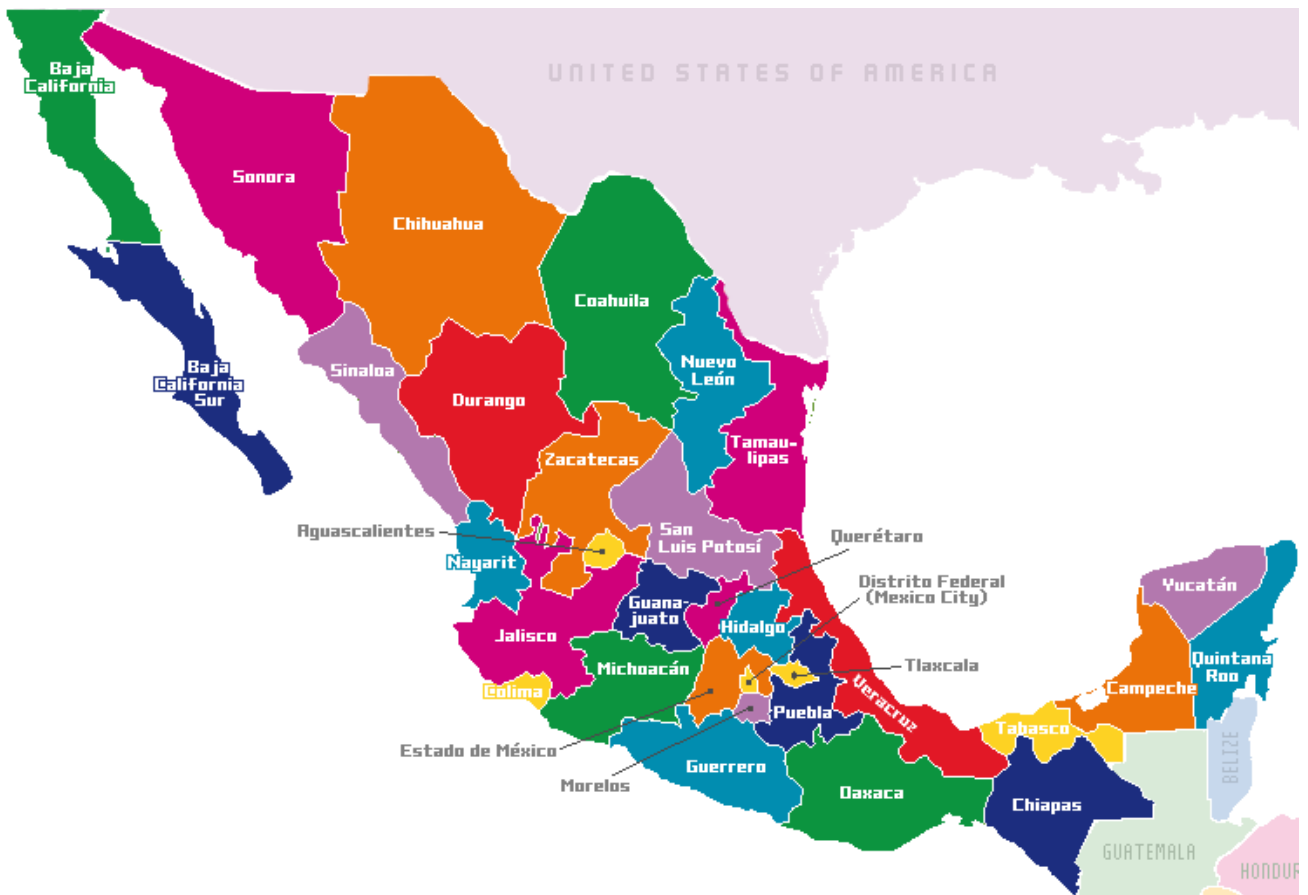 UNITED STATES OF AMERICA
Baja
California
Sonora
Chihuahua
Coahuila
Baja
California
Sur
Sinaloa
Nuevo
León
Durango
Tamau-
lipas
Zacatecas
Aguascalientes
San
Luis Potosí
Querétaro
Nayarit
Distrito Federal
(Mexico City)
Yucatán
Guana-
juato
Hidalgo
Jalisco
Michoacán
Tlaxcala
Quintana
Roo
Colima
Campeche
Veracruz
Puebla
Tabasco
Estado de México
BELIZE
Guerrero
Morelos
Oaxaca
Chiapas
GUATEMALA
HONDUR